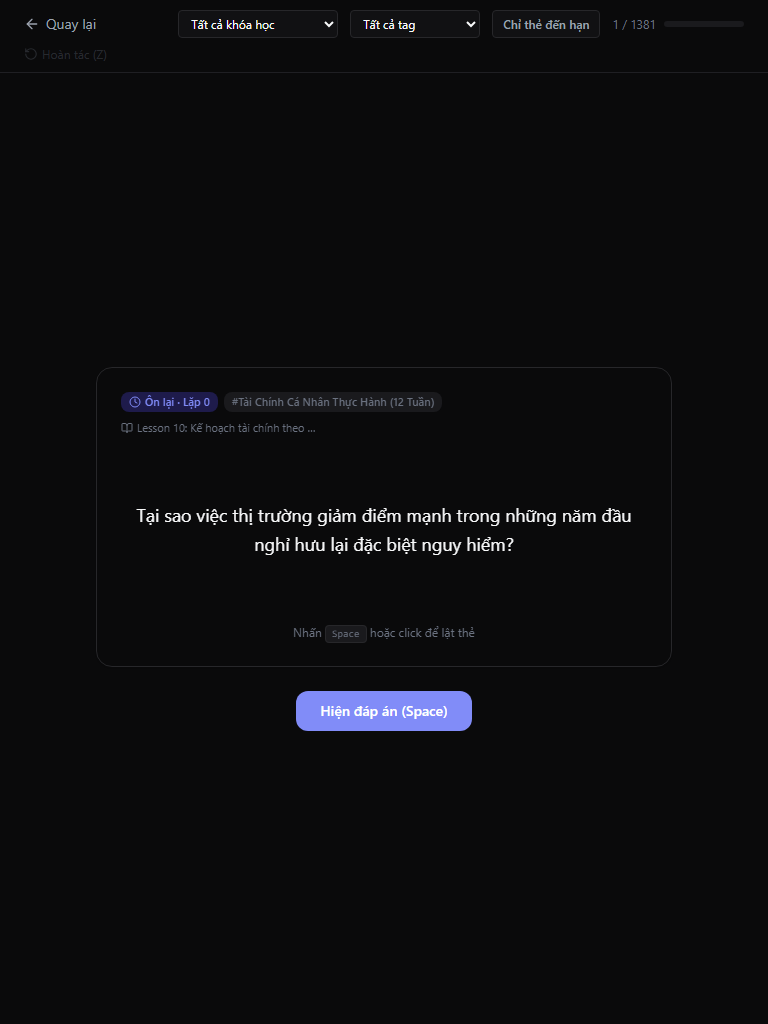 Quay lại
Tất cả khóa học
Tất cả tag
Chỉ thẻ đến hạn
1 / 1381
Hoàn tác (Z)
Ôn lại · Lặp 0
#Tài Chính Cá Nhân Thực Hành (12 Tuần)
Lesson 10: Kế hoạch tài chính theo ...
Tại sao việc thị trường giảm điểm mạnh trong những năm đầu
nghỉ hưu lại đặc biệt nguy hiểm?
Nhấn Space hoặc click để lật thẻ
Hiện đáp án (Space)